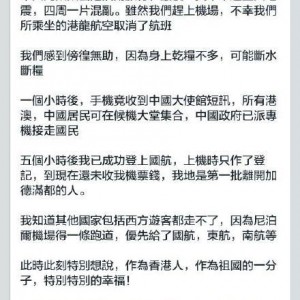 震，四周一片混亂。雖然我們趕上機場，不幸我們
所乘坐的港龍航空取消了航班
我們感到徬徨無助，因為身上乾糧不多，可能斷水
斷糧
一個小時後，手機竟收到中國大使館短訊，所有港
澳，中國居民可在候機大堂集合，中國政府已派專
機接走國民
五個小時後我已成功登上國航，上機時只作了登
記，到現在還未收我機票錢，我地是第一批離開加
德滿都的人。
我知道其他國家包括西方遊客都走不了，因為尼泊
爾機場得一條跑道，優先給了國航，東航，南航等
此時此刻特別想說，作為香港人，作為祖國的一分
子，特別特別的幸福！